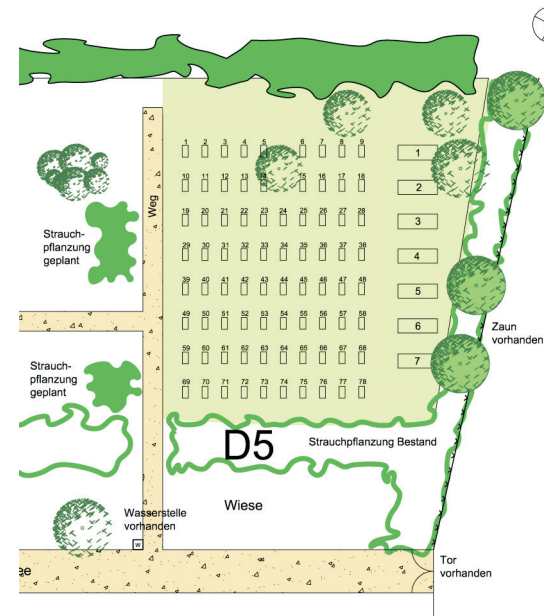 1 2 3 4 5 6 7 8 9
1
10 11 12 13 14 15 16 17 18
2
Weg
19 20 21 22 23 24 25 26 27 28
3
Strauch-
pflanzung
geplant
29 30 31 32 33 34 35 36 37 38
4
39 40 41 42 43 44 45 46 47 48
5
49 50 51 52 53 54 55 56 57 58
6
Zaun
vorhanden
59 60 61 62 63 64 65 66 67 68
7
Strauch-
pflanzung
geplant
69 70 71 72 73 74 75 76 77 78
D5
Strauchpflanzung Bestand
Wiese
Wasserstelle
vorhanden
W
Tor
vorhanden
ee